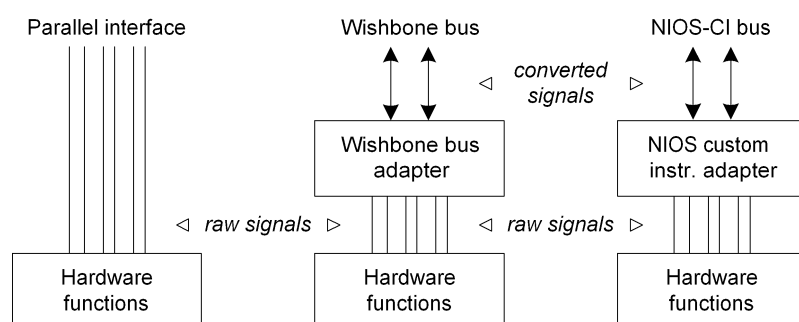 Parallel interface
Wishbone bus
NIOS-CI bus
converted
signals
Wishbone bus
adapter
NIOS custom
instr. adapter
raw signals
raw signals
Hardware
functions
Hardware
functions
Hardware
functions